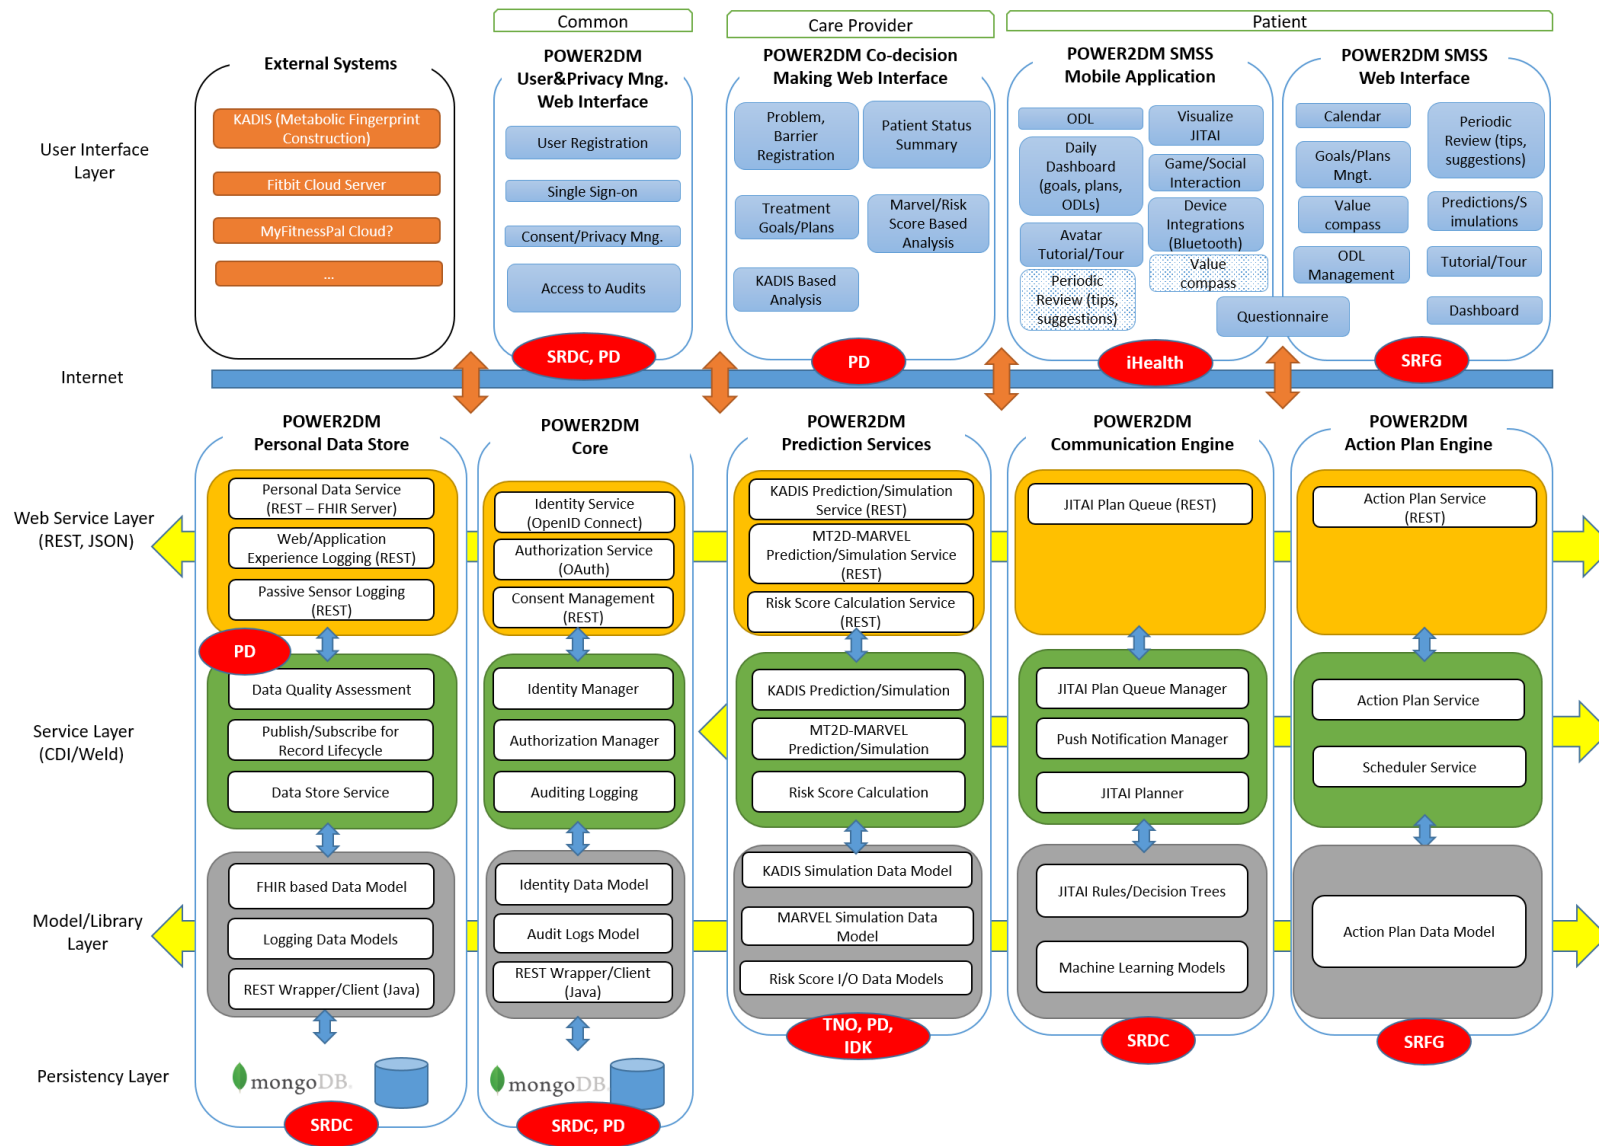 Common
Care Provider
Patient
User Interface
Layer
External Systems
KADIS (Metabolic Fingerprint
Construction)
Fitbit Cloud Server
MyFitnessPal Cloud?
...
POWER2DM
User&Privacy Mng.
Web Interface
User Registration
Single Sign-on
Consent/Privacy Mng.
Access to Audits
SRDC, PD
POWER2DM Co-decision
Making Web Interface
Problem,
Barrier
Registration
Patient Status
Summary
Treatment
Goals/Plans
Marvel/Risk
Score Based
Analysis
KADIS Based
Analysis
PD
POWER2DM SMSS
Mobile Application
ODL
Visualize
JITAI
Daily
Dashboard
(goals, plans,
ODLs)
Game/Social
Interaction
Device
Integrations
(Bluetooth)
Avatar
Tutorial/Tour
Value
compass
Periodic
Review (tips,
suggestions)
Questionnaire
iHealth
POWER2DM SMSS
Web Interface
Calendar
Periodic
Review (tips,
suggestions)
Goals/Plans
Mngt.
Value
compass
Predictions/S
imulations
ODL
Management
Tutorial/Tour
Dashboard
SRFG
Internet
Web Service Layer
(REST, JSON)
Service Layer
(CDI/Weld)
Model/Library
Layer
Persistency Layer
POWER2DM
Personal Data Store
Personal Data Service
(REST – FHIR Server)
Web/Application
Experience Logging (REST)
Passive Sensor Logging
(REST)
PD
Data Quality Assessment
Publish/Subscribe for
Record Lifecycle
Data Store Service
FHIR based Data Model
Logging Data Models
REST Wrapper/Client (Java)
mongoDB.
SRDC
POWER2DM
Core
Identity Service
(OpenID Connect)
Authorization Service
(OAuth)
Consent Management
(REST)
Identity Manager
Authorization Manager
Auditing Logging
Identity Data Model
Audit Logs Model
REST Wrapper/Client
(Java)
mongoDB
SRDC, PD
POWER2DM
Prediction Services
KADIS Prediction/Simulation
Service (REST)
MT2D-MARVEL
Prediction/Simulation Service
(REST)
Risk Score Calculation Service
(REST)
KADIS Prediction/Simulation
MT2D-MARVEL
Prediction/Simulation
Risk Score Calculation
KADIS Simulation Data Model
MARVEL Simulation Data
Model
Risk Score I/O Data Models
TNO, PD,
IDK
POWER2DM
Communication Engine
JITAI Plan Queue (REST)
JITAI Plan Queue Manager
Push Notification Manager
JITAI Planner
JITAI Rules/Decision Trees
Machine Learning Models
SRDC
POWER2DM
Action Plan Engine
Action Plan Service
(REST)
Action Plan Service
Scheduler Service
Action Plan Data Model
SRFG